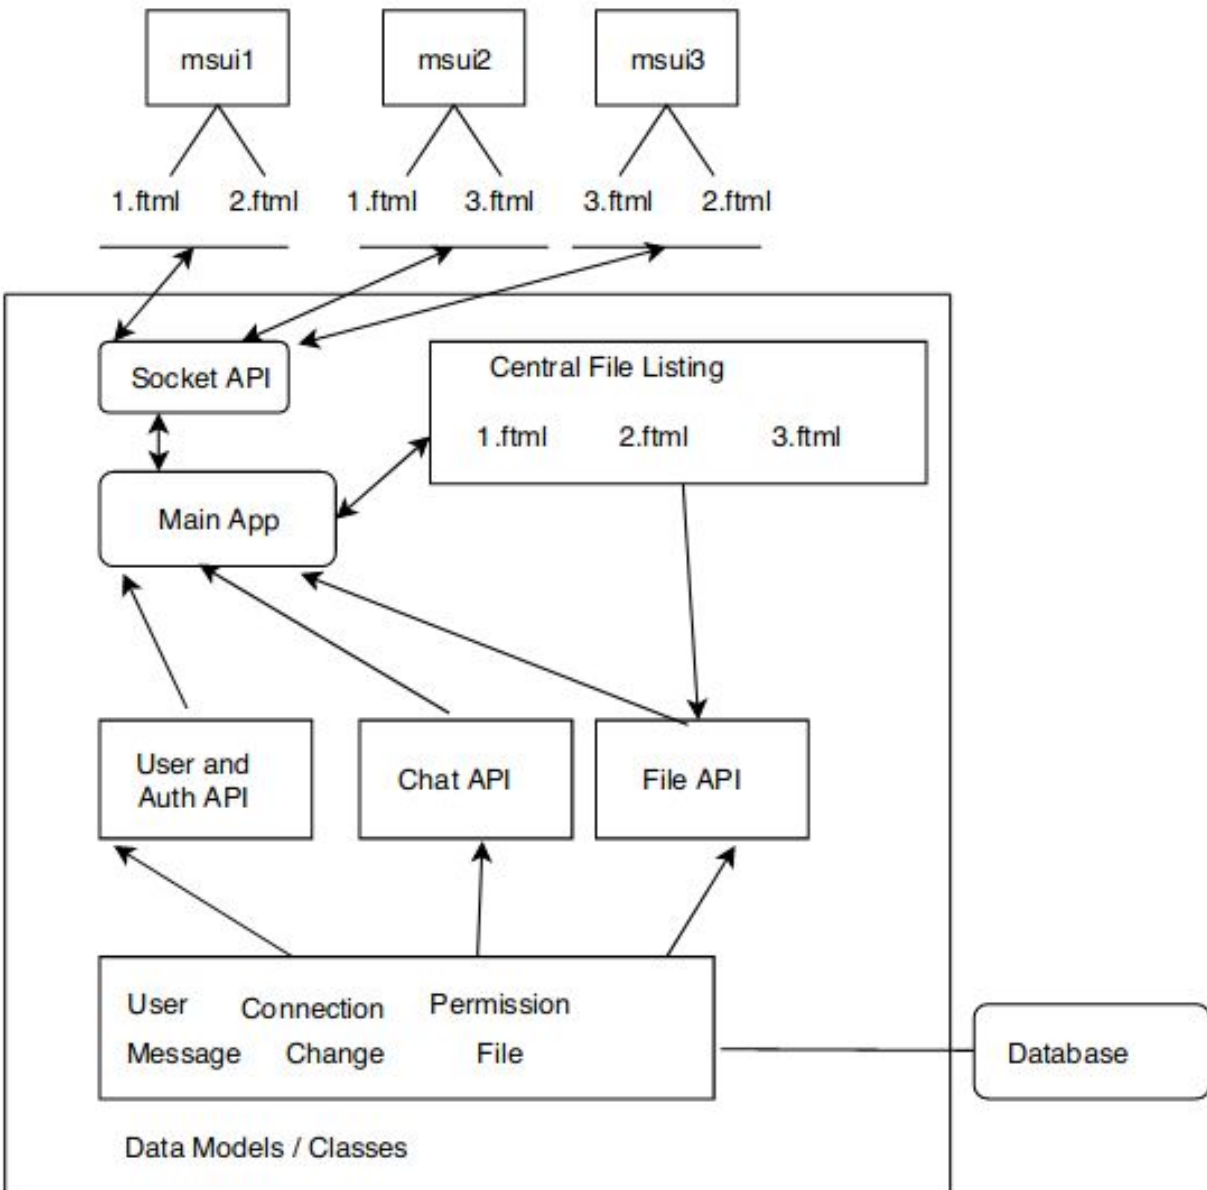 msui1
msui2
msui3
1.ftml
2.ftml
1.ftml
3.ftml
3.ftml
2.ftml
Socket API
Central File Listing
1.ftml
2.ftml
3.ftml
Main App
User and
Auth API
Chat API
File API
User
Connection
Permission
Message
Change
File
Database
Data Models / Classes